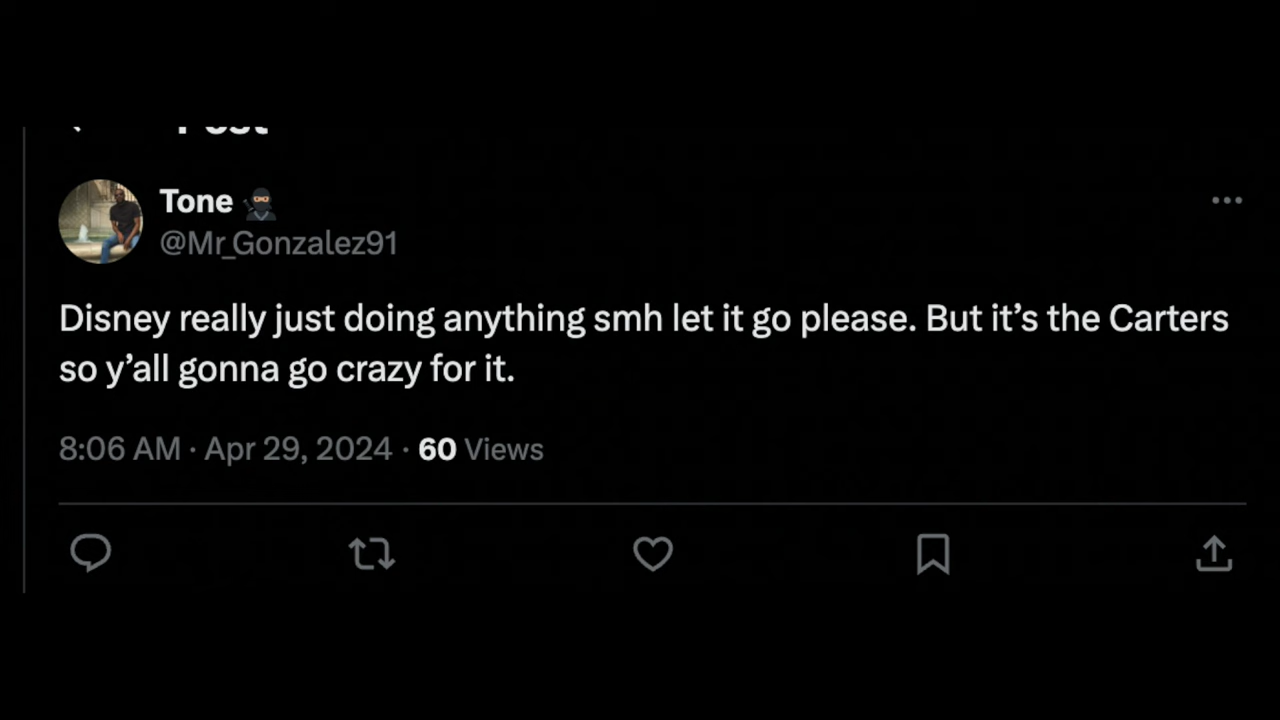 Post
Tone
@Mr_Gonzalez91
Disney really just doing anything smh let it go please. But it’s the Carters
so y’all gonna go crazy for it.
8:06 AM · Apr 29, 2024 · 60 Views